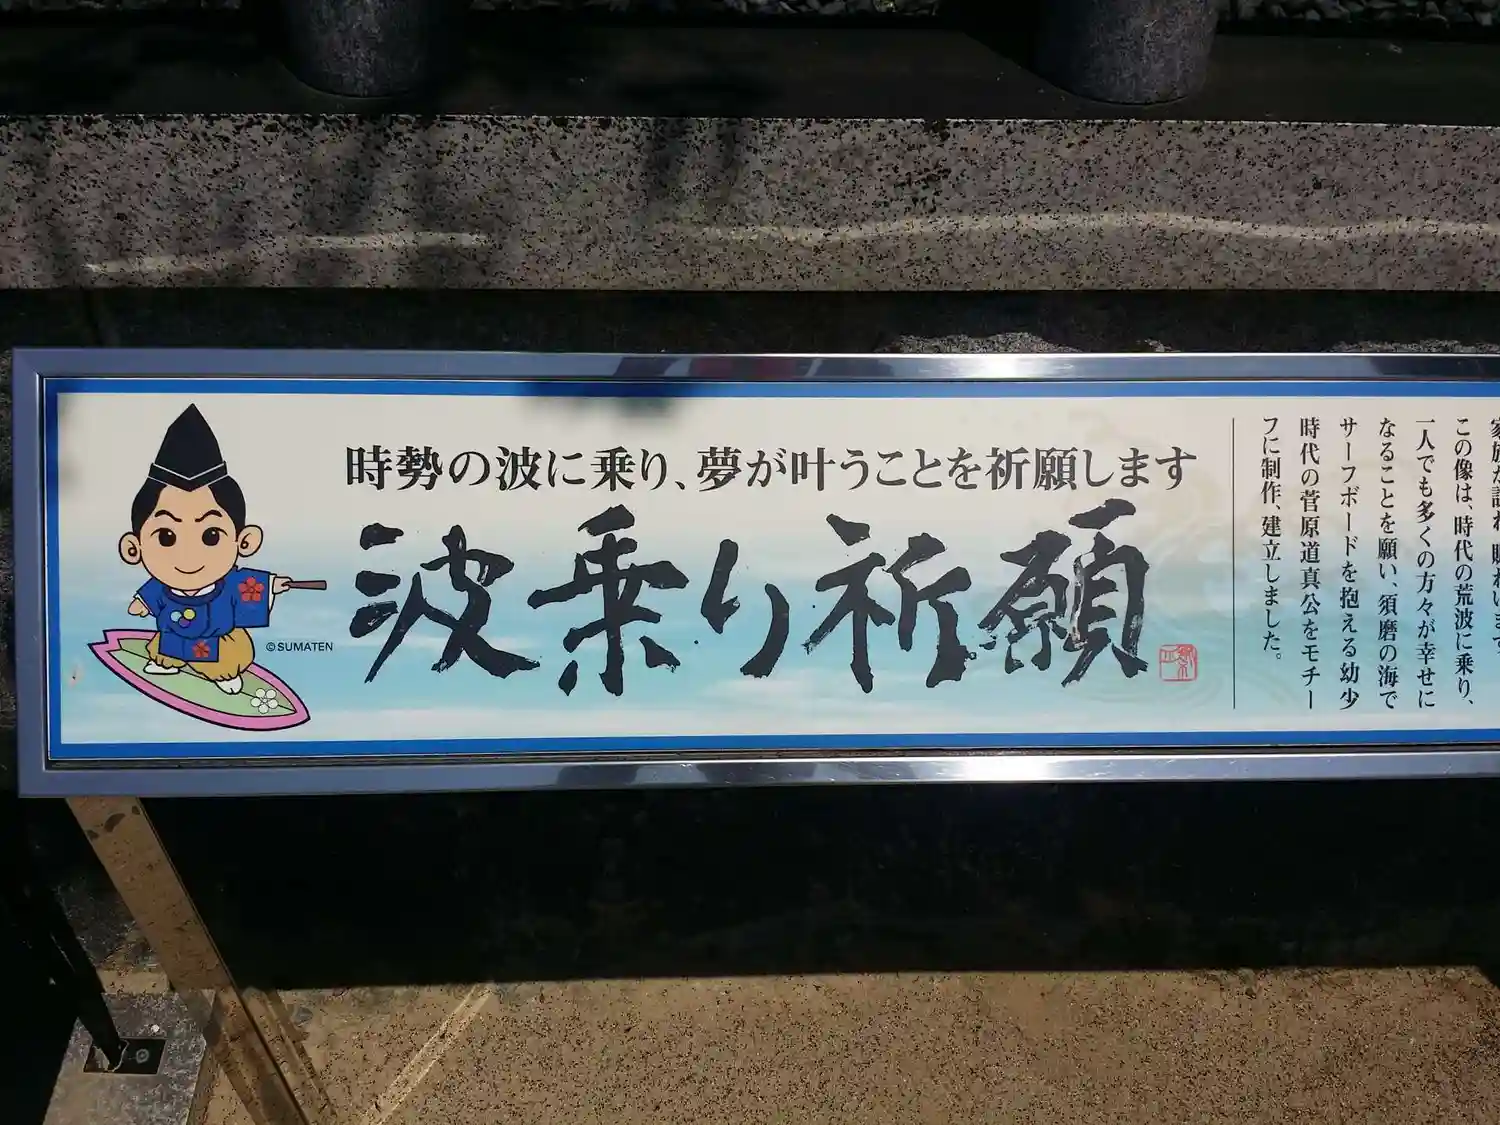 時勢の波に乗り、夢が叶うことを祈願します
波乗り祈願
©SUMATEN
この像は、時代の荒波に乗り、
一人でも多くの方々が幸せに
なることを願い、須磨の海で
サーフボードを抱える幼少
時代の菅原道真公をモチー
フに制作、建立しました。